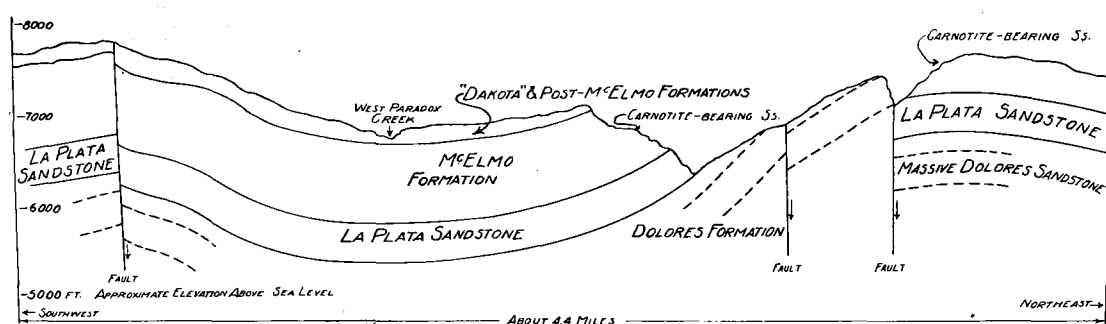 -8000
CARNOTITE-BEARING SS.
"DAKOTA" & POST-McELMO FORMATIONS
WEST PARADOX
CREEK
CARNOTITE-BEARING SS.
-7000
LA PLATA SANDSTONE
LA PLATA
SANDSTONE
McELMO
FORMATION
MASSIVE DOLORES SANDSTONE
-6000
LA PLATA SANDSTONE
DOLORES FORMATION
FAULT
FAULT
FAULT
-5000 FT. APPROXIMATE ELEVATION ABOVE SEA LEVEL
SOUTHWEST
NORTHEAST
ABOUT 4.4 MILES